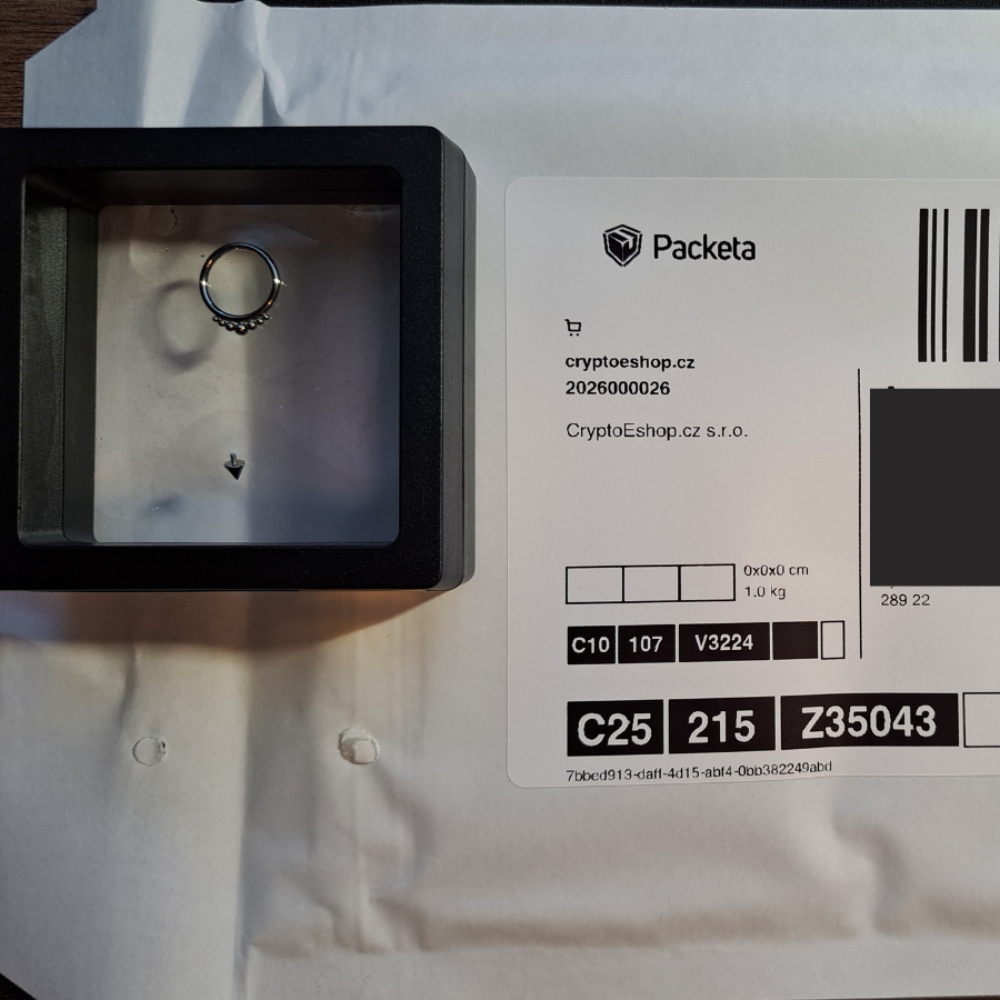 Packeta
cryptoeshop.cz
2026000026
CryptoEshop.cz s.r.o.
0x0x0 cm
1.0 kg
289 22
C10 107 V3224
C25 215 Z35043
7bbed913-daff-4d15-abf4-0bb382249abd